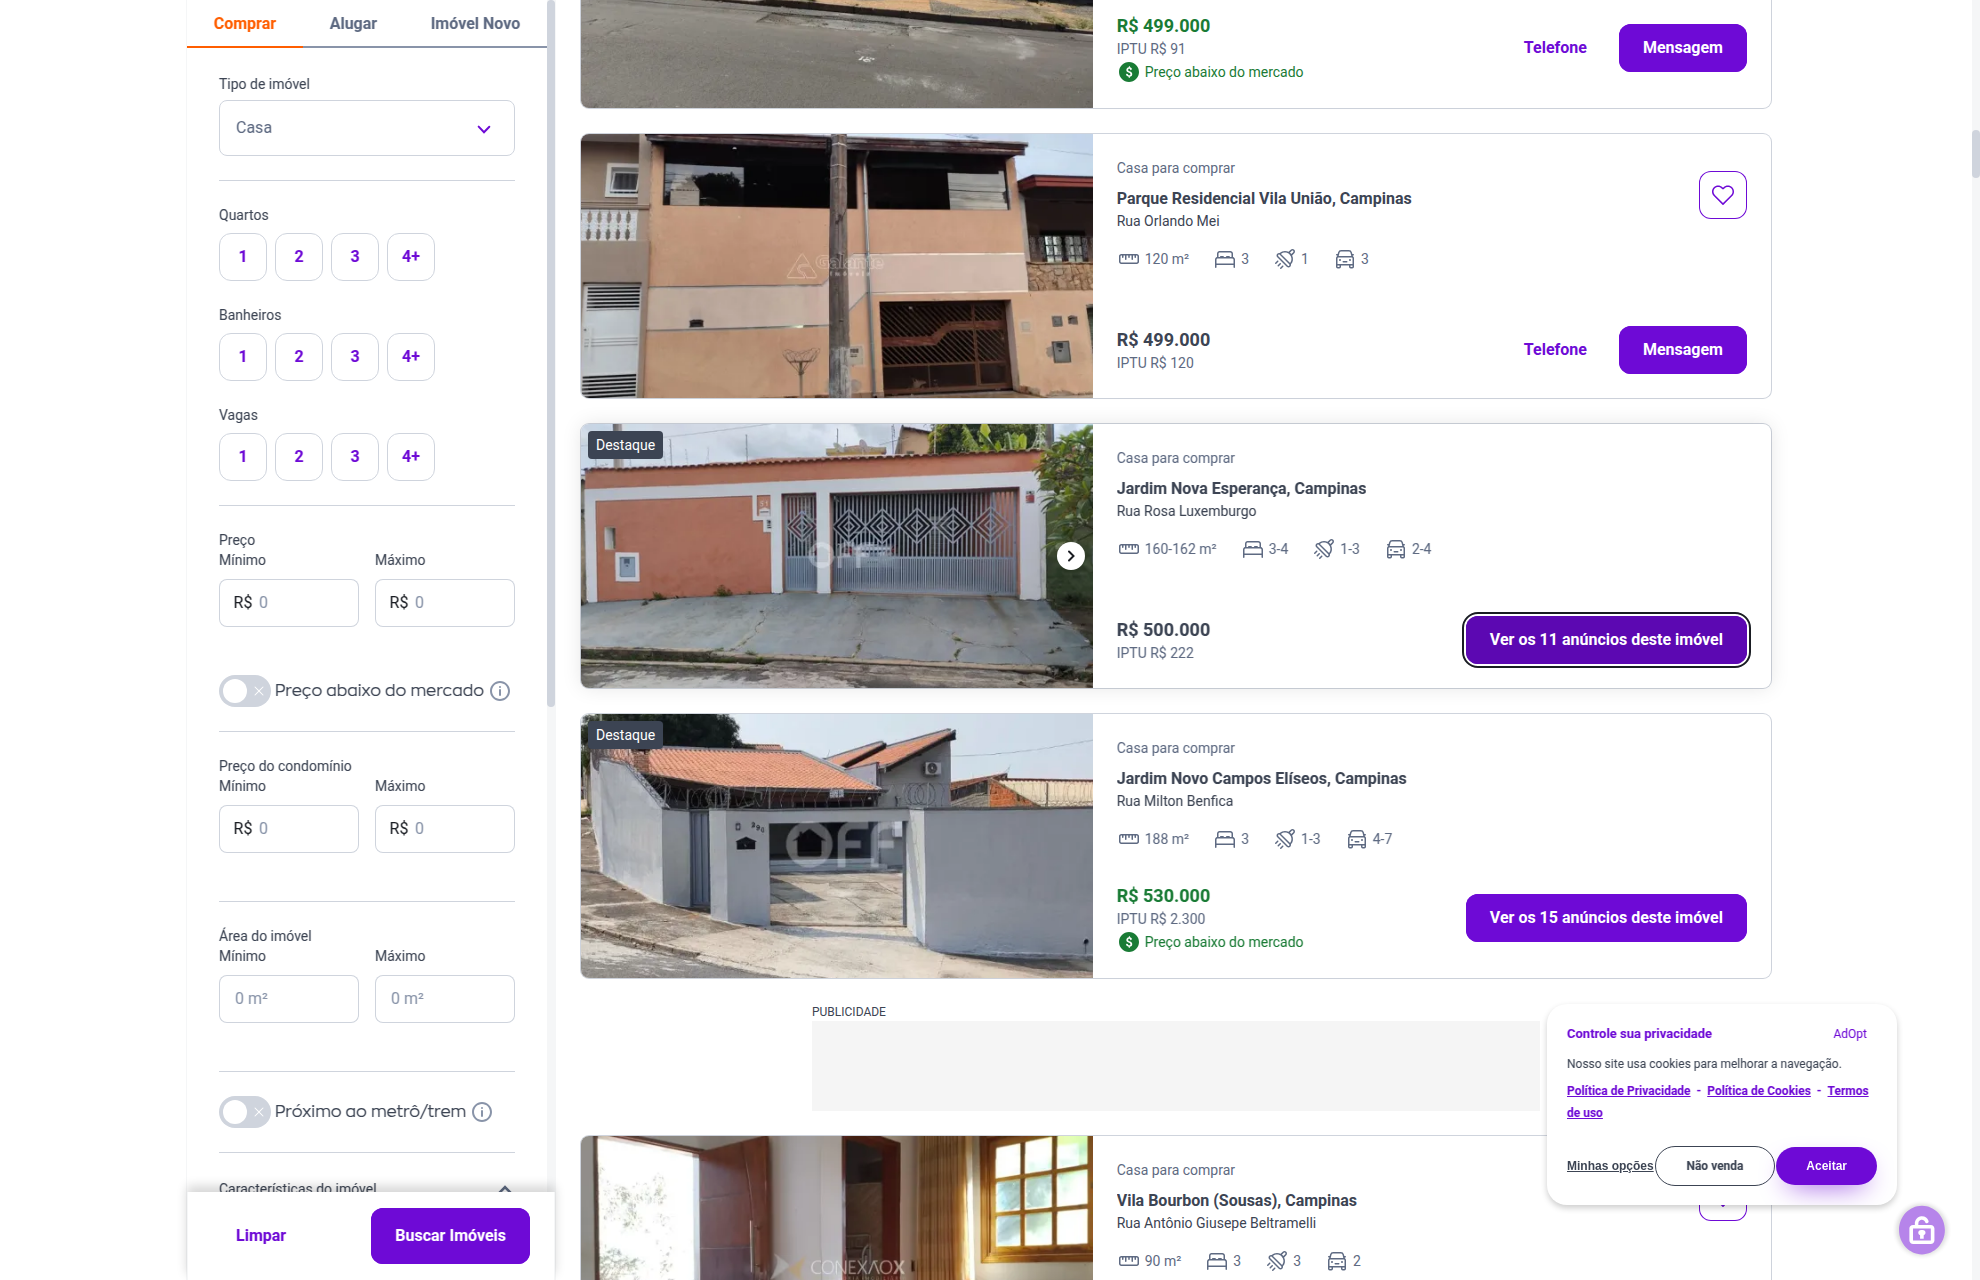 Comprar
Alugar
Imóvel Novo
Tipo de imóvel
Casa
Quartos
1
2
3
4+
Banheiros
1
2
3
4+
Vagas
1
2
3
4+
Preço
Mínimo
Máximo
R$ 0
R$ 0
Preço abaixo do mercado
Preço do condomínio
Mínimo
Máximo
R$ 0
R$ 0
Área do imóvel
Mínimo
Máximo
0 m²
0 m²
Próximo ao metrô/trem
Características do imóvel
Limpar
Buscar Imóveis
R$ 499.000
IPTU R$ 91
Preço abaixo do mercado
Telefone
Mensagem
Galante
Imóveis
Casa para comprar
Parque Residencial Vila União, Campinas
Rua Orlando Mei
120 m²
3
1
3
R$ 499.000
IPTU R$ 120
Telefone
Mensagem
Destaque
OFF
Casa para comprar
Jardim Nova Esperança, Campinas
Rua Rosa Luxemburgo
160-162 m²
3-4
1-3
2-4
R$ 500.000
IPTU R$ 222
Ver os 11 anúncios deste imóvel
Destaque
OFF
Casa para comprar
Jardim Novo Campos Elíseos, Campinas
Rua Milton Benfica
188 m²
3
1-3
4-7
R$ 530.000
IPTU R$ 2.300
Preço abaixo do mercado
Ver os 15 anúncios deste imóvel
PUBLICIDADE
CONEXÃOX
Casa para comprar
Vila Bourbon (Sousas), Campinas
Rua Antônio Giusepe Beltramelli
90 m²
3
3
2
Controle sua privacidade
AdOpt
Nosso site usa cookies para melhorar a navegação.
Política de Privacidade - Política de Cookies - Termos
de uso
Minhas opções
Não venda
Aceitar